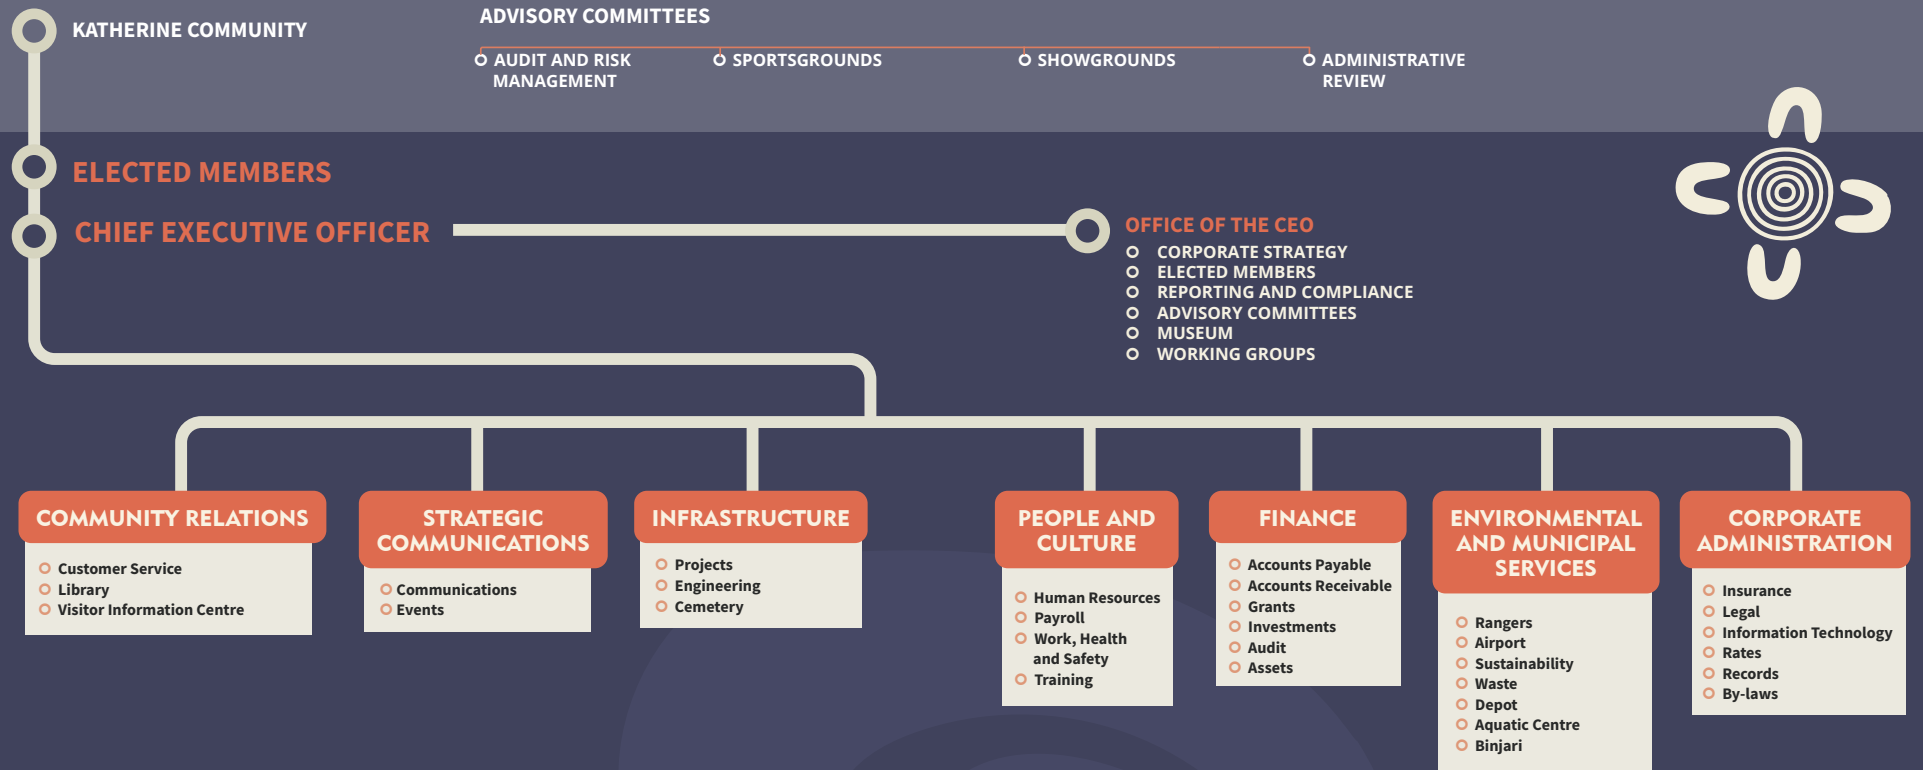 KATHERINE COMMUNITY
ADVISORY COMMITTEES
AUDIT AND RISK
MANAGEMENT
SPORTSGROUNDS
SHOWGROUNDS
ADMINISTRATIVE
REVIEW
ELECTED MEMBERS
CHIEF EXECUTIVE OFFICER
OFFICE OF THE CEO
CORPORATE STRATEGY
ELECTED MEMBERS
REPORTING AND COMPLIANCE
ADVISORY COMMITTEES
MUSEUM
WORKING GROUPS
COMMUNITY RELATIONS
Customer Service
Library
Visitor Information Centre
STRATEGIC
COMMUNICATIONS
Communications
Events
INFRASTRUCTURE
Projects
Engineering
Cemetery
PEOPLE AND
CULTURE
Human Resources
Payroll
Work, Health
and Safety
Training
FINANCE
Accounts Payable
Accounts Receivable
Grants
Investments
Audit
Assets
ENVIRONMENTAL
AND MUNICIPAL
SERVICES
Rangers
Airport
Sustainability
Waste
Depot
Aquatic Centre
Binjari
CORPORATE
ADMINISTRATION
Insurance
Legal
Information Technology
Rates
Records
By-laws